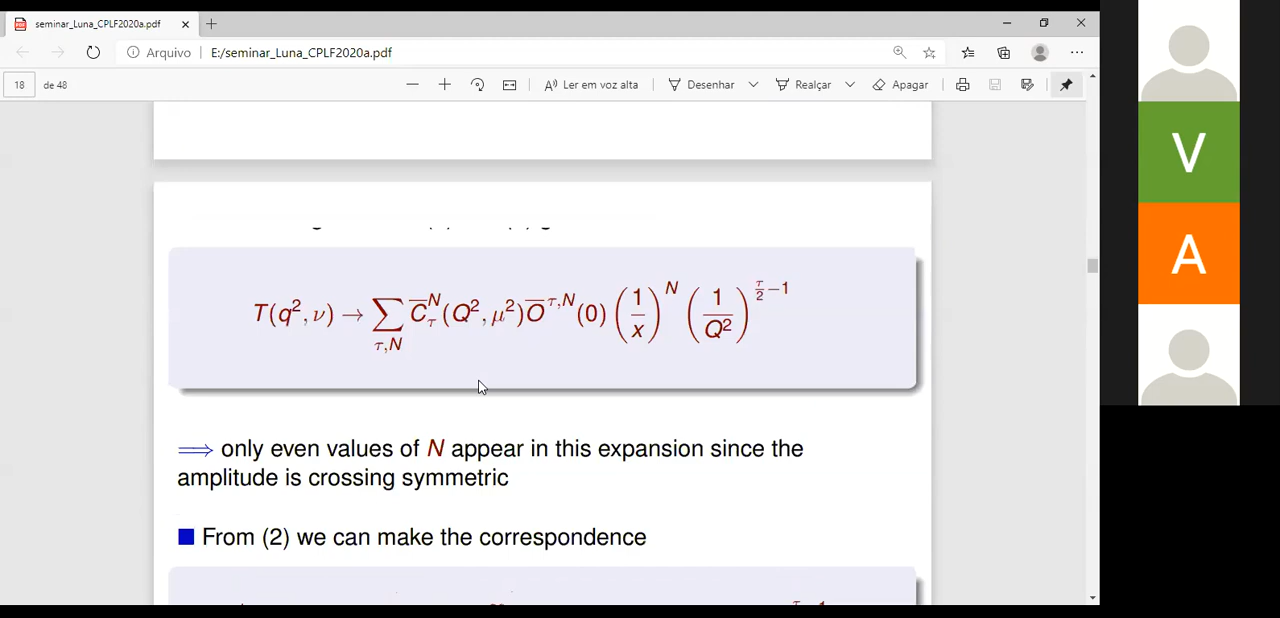 seminar_Luna_CPLF2020a.pdf
Arquivo | E:/seminar_Luna_CPLF2020a.pdf
18 de 48 Ler em voz alta Desenhar Realçar Apagar
T(q², ν) → ∑_{τ,N} C̅_τ^N(Q², μ²) O̅^{τ,N}(0) (1/x)^N (1/Q²)^{τ/2−1}
⟹ only even values of N appear in this expansion since the
amplitude is crossing symmetric
From (2) we can make the correspondence
V
A